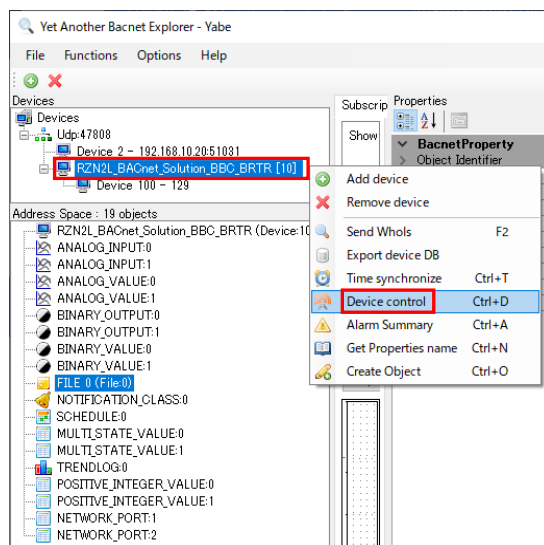 Yet Another Bacnet Explorer - Yabe
File Functions Options Help
Devices
Devices
Udp:47808
Device 2 - 192.168.10.20:51031
RZN2L_BACnet_Solution_BBC_BRTR [10]
Device 100 - 129
Address Space : 19 objects
RZN2L_BACnet_Solution_BBC_BRTR (Device:10
ANALOG_INPUT:0
ANALOG_INPUT:1
ANALOG_VALUE:0
ANALOG_VALUE:1
BINARY_OUTPUT:0
BINARY_OUTPUT:1
BINARY_VALUE:0
BINARY_VALUE:1
FILE 0 (File:0)
NOTIFICATION_CLASS:0
SCHEDULE:0
MULTI_STATE_VALUE:0
MULTI_STATE_VALUE:1
TRENDLOG:0
POSITIVE_INTEGER_VALUE:0
POSITIVE_INTEGER_VALUE:1
NETWORK_PORT:1
NETWORK_PORT:2
Subscrip
Show
Properties
BacnetProperty
Object Identifier
Add device
Remove device
Send WhoIs F2
Export device DB
Time synchronize Ctrl+T
Device control Ctrl+D
Alarm Summary Ctrl+A
Get Properties name Ctrl+N
Create Object Ctrl+O